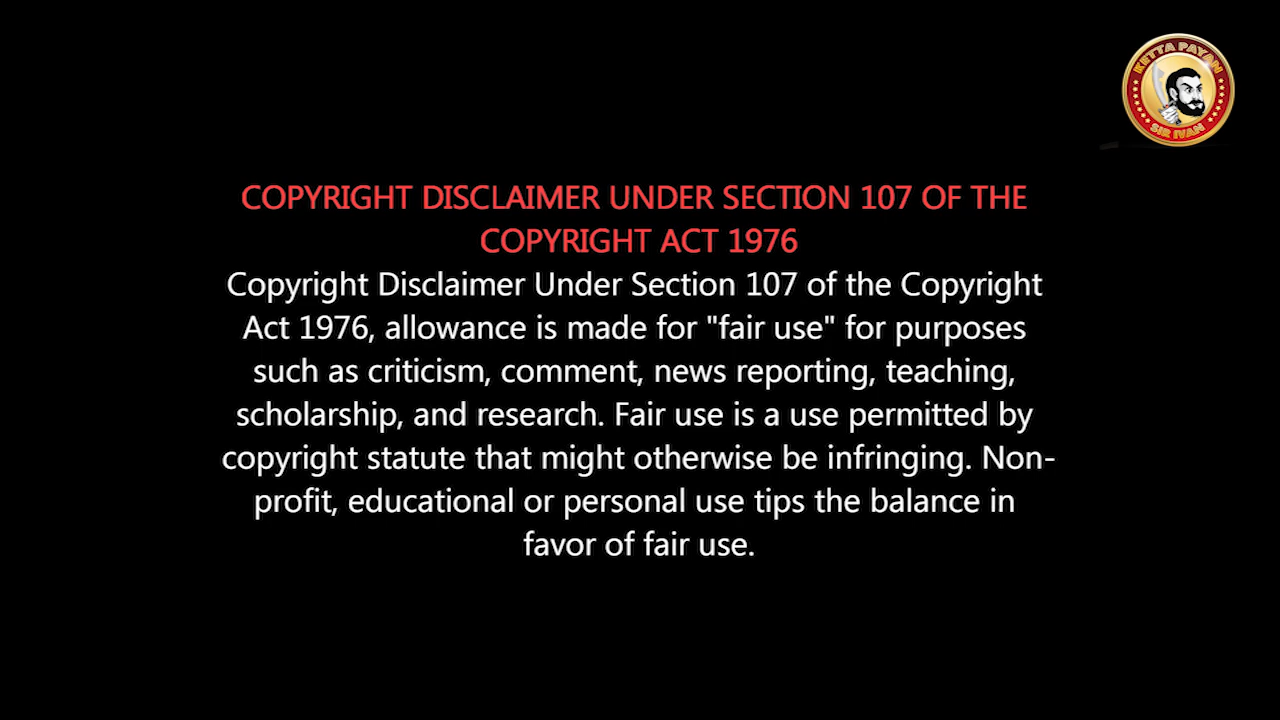 KETTA PAYAN
SIR IVAN
COPYRIGHT DISCLAIMER UNDER SECTION 107 OF THE
COPYRIGHT ACT 1976
Copyright Disclaimer Under Section 107 of the Copyright
Act 1976, allowance is made for "fair use" for purposes
such as criticism, comment, news reporting, teaching,
scholarship, and research. Fair use is a use permitted by
copyright statute that might otherwise be infringing. Non-
profit, educational or personal use tips the balance in
favor of fair use.